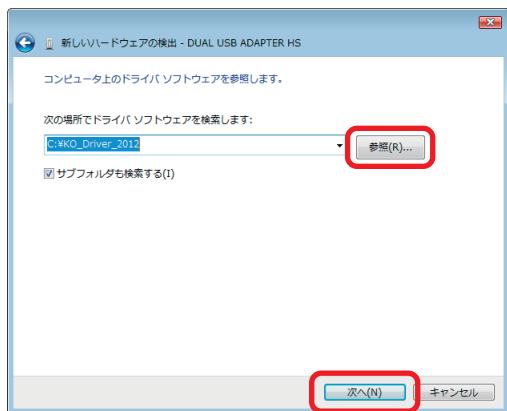 新しいハードウェアの検出 - DUAL USB ADAPTER HS
コンピュータ上のドライバ ソフトウェアを参照します。
次の場所でドライバ ソフトウェアを検索します:
C:¥KO_Driver_2012
参照(R)...
サブフォルダも検索する(I)
次へ(N)
キャンセル